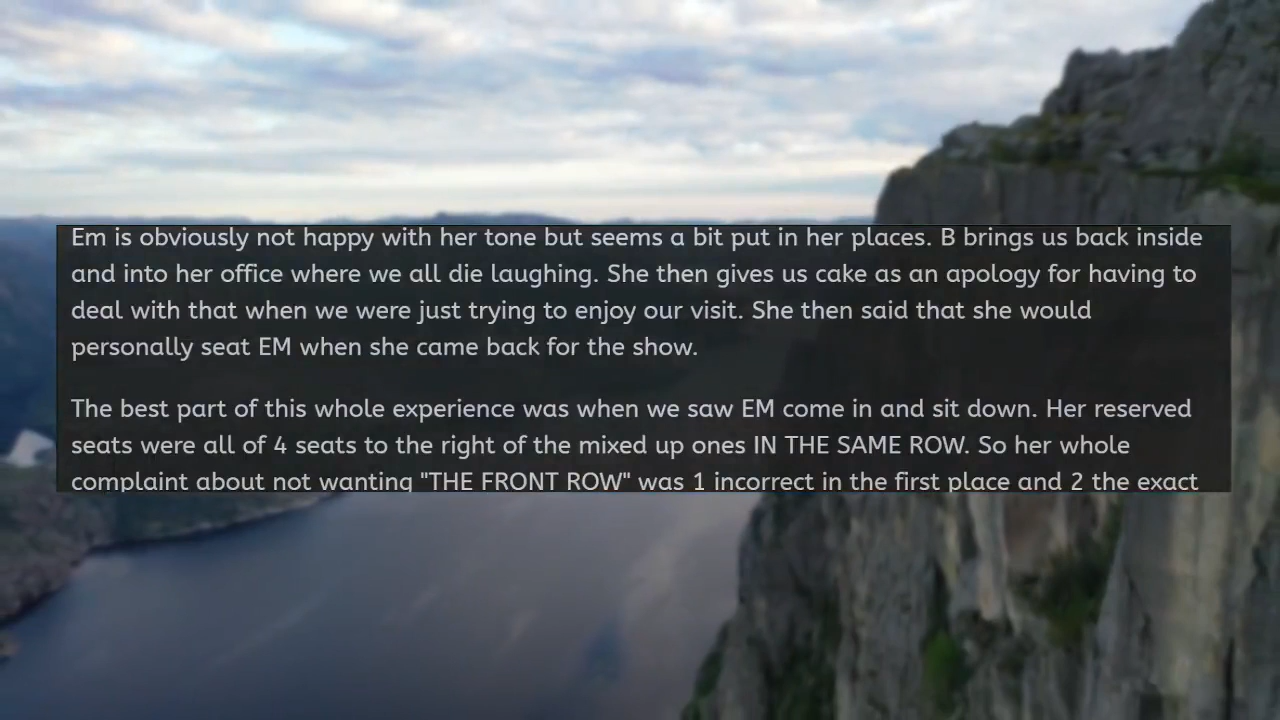 Em is obviously not happy with her tone but seems a bit put in her places. B brings us back inside
and into her office where we all die laughing. She then gives us cake as an apology for having to
deal with that when we were just trying to enjoy our visit. She then said that she would
personally seat EM when she came back for the show.
The best part of this whole experience was when we saw EM come in and sit down. Her reserved
seats were all of 4 seats to the right of the mixed up ones IN THE SAME ROW. So her whole
complaint about not wanting "THE FRONT ROW" was 1 incorrect in the first place and 2 the exact